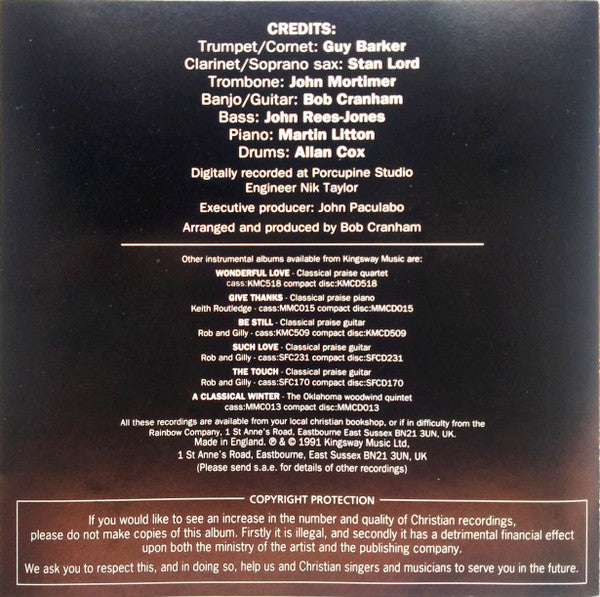 CREDITS:
Trumpet/Cornet: Guy Barker
Clarinet/Soprano sax: Stan Lord
Trombone: John Mortimer
Banjo/Guitar: Bob Cranham
Bass: John Rees-Jones
Piano: Martin Litton
Drums: Allan Cox
Digitally recorded at Porcupine Studio
Engineer Nik Taylor
Executive producer: John Paculabo
Arranged and produced by Bob Cranham
Other instrumental albums available from Kingsway Music are:
WONDERFUL LOVE - Classical praise quartet
cass:KMC518 compact disc:KMCD518
GIVE THANKS - Classical praise piano
Keith Routledge - cass:MMC015 compact disc:MMCD015
BE STILL - Classical praise guitar
Rob and Gilly - cass:KMC509 compact disc:KMCD509
SUCH LOVE - Classical praise guitar
Rob and Gilly - cass:SFC231 compact disc:SFCD231
THE TOUCH - Classical praise guitar
Rob and Gilly - cass:SFC170 compact disc:SFCD170
A CLASSICAL WINTER - The Oklahoma woodwind quintet
cass:MMC013 compact disc:MMCD013
All these recordings are available from your local christian bookshop, or if in difficulty from the
Rainbow Company, 1 St Anne's Road, Eastbourne East Sussex BN21 3UN, UK.
Made in England. ℗ & © 1991 Kingsway Music Ltd,
1 St Anne's Road, Eastbourne, East Sussex BN21 3UN, UK
(Please send s.a.e. for details of other recordings)
COPYRIGHT PROTECTION
If you would like to see an increase in the number and quality of Christian recordings,
please do not make copies of this album. Firstly it is illegal, and secondly it has a detrimental financial effect
upon both the ministry of the artist and the publishing company.
We ask you to respect this, and in doing so, help us and Christian singers and musicians to serve you in the future.